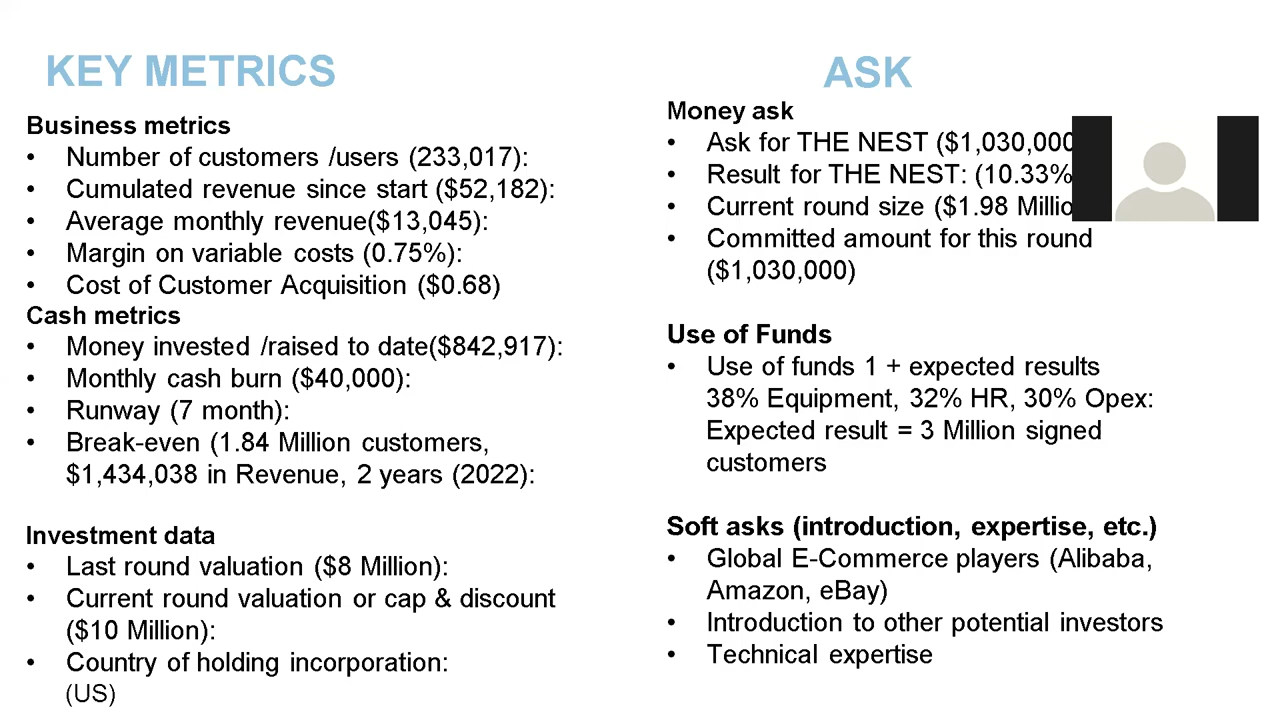 KEY METRICS
Business metrics
• Number of customers /users (233,017):
• Cumulated revenue since start ($52,182):
• Average monthly revenue($13,045):
• Margin on variable costs (0.75%):
• Cost of Customer Acquisition ($0.68)
Cash metrics
• Money invested /raised to date($842,917):
• Monthly cash burn ($40,000):
• Runway (7 month):
• Break-even (1.84 Million customers,
$1,434,038 in Revenue, 2 years (2022):
Investment data
• Last round valuation ($8 Million):
• Current round valuation or cap & discount
($10 Million):
• Country of holding incorporation:
(US)
ASK
Money ask
• Ask for THE NEST ($1,030,000
• Result for THE NEST: (10.33%
• Current round size ($1.98 Millio
• Committed amount for this round
($1,030,000)
Use of Funds
• Use of funds 1 + expected results
38% Equipment, 32% HR, 30% Opex:
Expected result = 3 Million signed
customers
Soft asks (introduction, expertise, etc.)
• Global E-Commerce players (Alibaba,
Amazon, eBay)
• Introduction to other potential investors
• Technical expertise